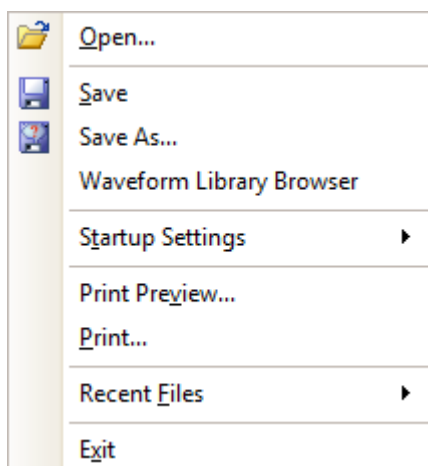 Open...
Save
Save As...
Waveform Library Browser
Startup Settings
Print Preview...
Print...
Recent Files
Exit